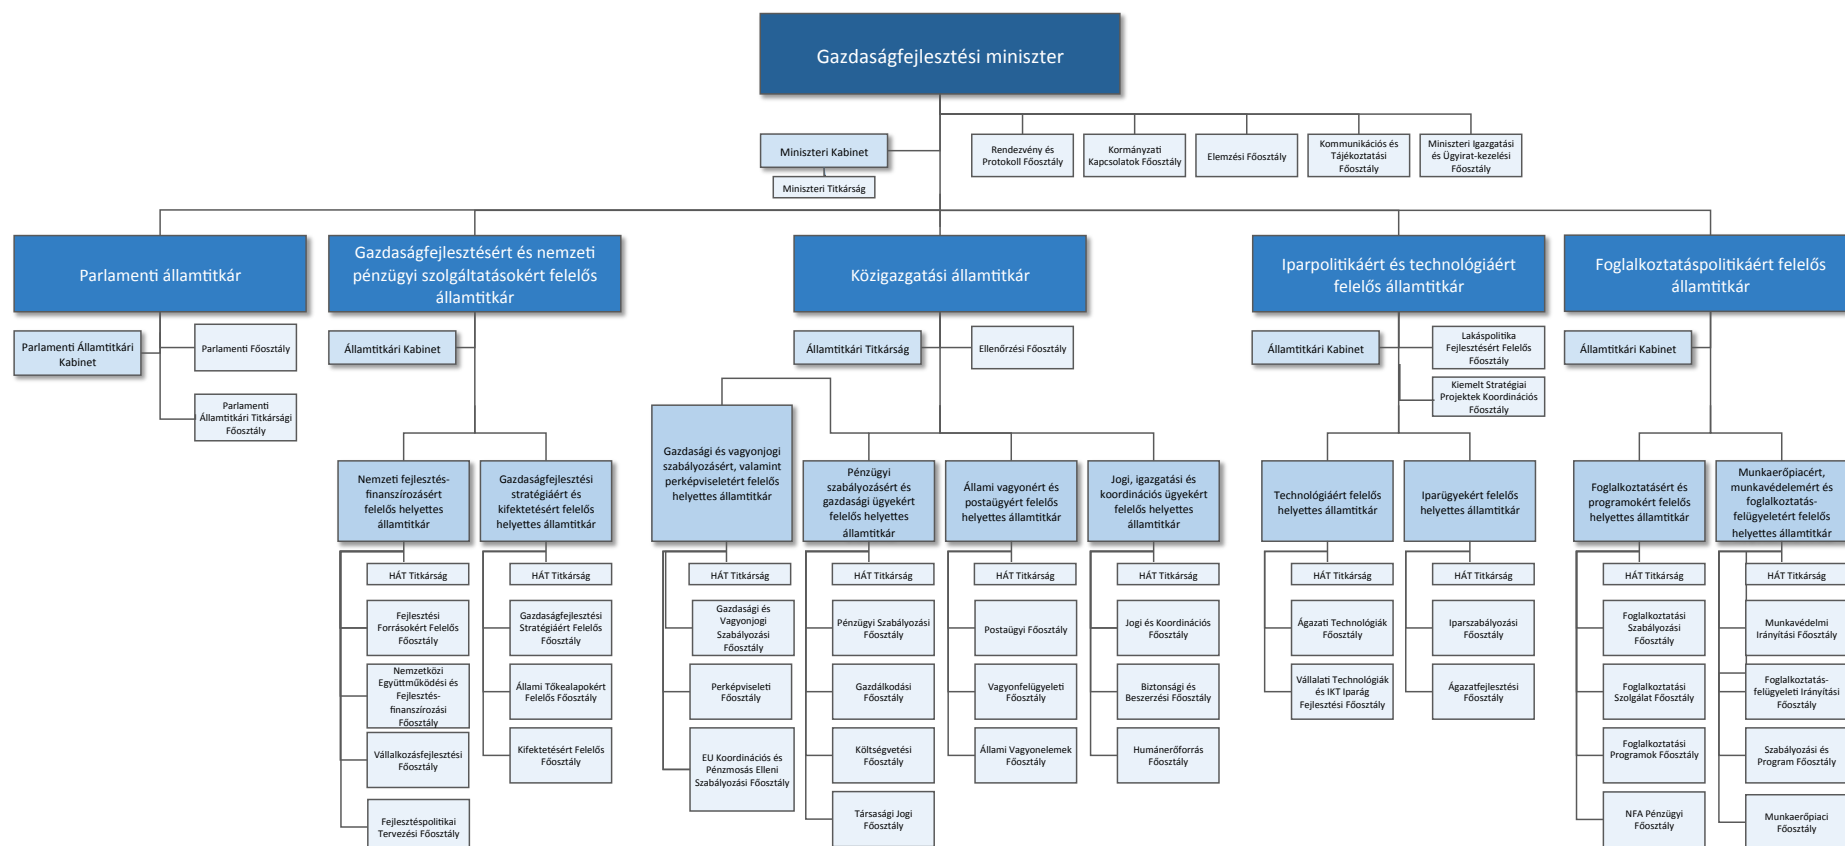 Gazdaságfejlesztési miniszter
Miniszteri Kabinet
Miniszteri Titkárság
Rendezvény és
Protokoll Főosztály
Kormányzati
Kapcsolatok Főosztály
Elemzési Főosztály
Kommunikációs és
Tájékoztatási
Főosztály
Miniszteri Igazgatási
és Ügyirat-kezelési
Főosztály
Parlamenti államtitkár
Parlamenti Államtitkári
Kabinet
Parlamenti Főosztály
Parlamenti
Államtitkári Titkársági
Főosztály
Gazdaságfejlesztésért és nemzeti
pénzügyi szolgáltatásokért felelős
államtitkár
Államtitkári Kabinet
Nemzeti fejlesztés-
finanszírozásért
felelős helyettes
államtitkár
HÁT Titkárság
Fejlesztési
Forrásokért Felelős
Főosztály
Nemzetközi
Együttműködési és
Fejlesztés-
finanszírozási
Főosztály
Vállalkozásfejlesztési
Főosztály
Fejlesztéspolitikai
Tervezési Főosztály
Gazdaságfejlesztési
stratégiáért és
kifektetésért felelős
helyettes államtitkár
HÁT Titkárság
Gazdaságfejlesztési
Stratégiáért Felelős
Főosztály
Állami Tőkealapokért
Felelős Főosztály
Kifektetésért Felelős
Főosztály
Közigazgatási államtitkár
Államtitkári Titkárság
Ellenőrzési Főosztály
Gazdasági és vagyonjogi
szabályozásért, valamint
perképviseletért felelős
helyettes államtitkár
HÁT Titkárság
Gazdasági és
Vagyonjogi
Szabályozási
Főosztály
Perképviseleti
Főosztály
EU Koordinációs és
Pénzmosás Elleni
Szabályozási Főosztály
Pénzügyi
szabályozásért és
gazdasági ügyekért
felelős helyettes
államtitkár
HÁT Titkárság
Pénzügyi Szabályozási
Főosztály
Gazdálkodási
Főosztály
Költségvetési
Főosztály
Társasági Jogi
Főosztály
Állami vagyonért és
postaügyért felelős
helyettes államtitkár
HÁT Titkárság
Postaügyi Főosztály
Vagyonfelügyeleti
Főosztály
Állami Vagyonelemek
Főosztály
Jogi, igazgatási és
koordinációs ügyekért
felelős helyettes
államtitkár
HÁT Titkárság
Jogi és Koordinációs
Főosztály
Biztonsági és
Beszerzési Főosztály
Humánerőforrás
Főosztály
Iparpolitikáért és technológiáért
felelős államtitkár
Államtitkári Kabinet
Lakáspolitika
Fejlesztésért Felelős
Főosztály
Kiemelt Stratégiai
Projektek Koordinációs
Főosztály
Technológiáért felelős
helyettes államtitkár
HÁT Titkárság
Ágazati Technológiák
Főosztály
Vállalati Technológiák
és IKT Iparág
Fejlesztési Főosztály
Iparügyekért felelős
helyettes államtitkár
HÁT Titkárság
Iparszabályozási
Főosztály
Ágazatfejlesztési
Főosztály
Foglalkoztatáspolitikáért felelős
államtitkár
Államtitkári Kabinet
Foglalkoztatásért és
programokért felelős
helyettes államtitkár
HÁT Titkárság
Foglalkoztatási
Szabályozási
Főosztály
Foglalkoztatási
Szolgálat Főosztály
Foglalkoztatási
Programok Főosztály
NFA Pénzügyi
Főosztály
Munkaerőpiacért,
munkavédelemért és
foglalkoztatás-
felügyeletért felelős
helyettes államtitkár
HÁT Titkárság
Munkavédelmi
Irányítási Főosztály
Foglalkoztatás-
felügyeleti Irányítási
Főosztály
Szabályozási és
Program Főosztály
Munkaerőpiaci
Főosztály